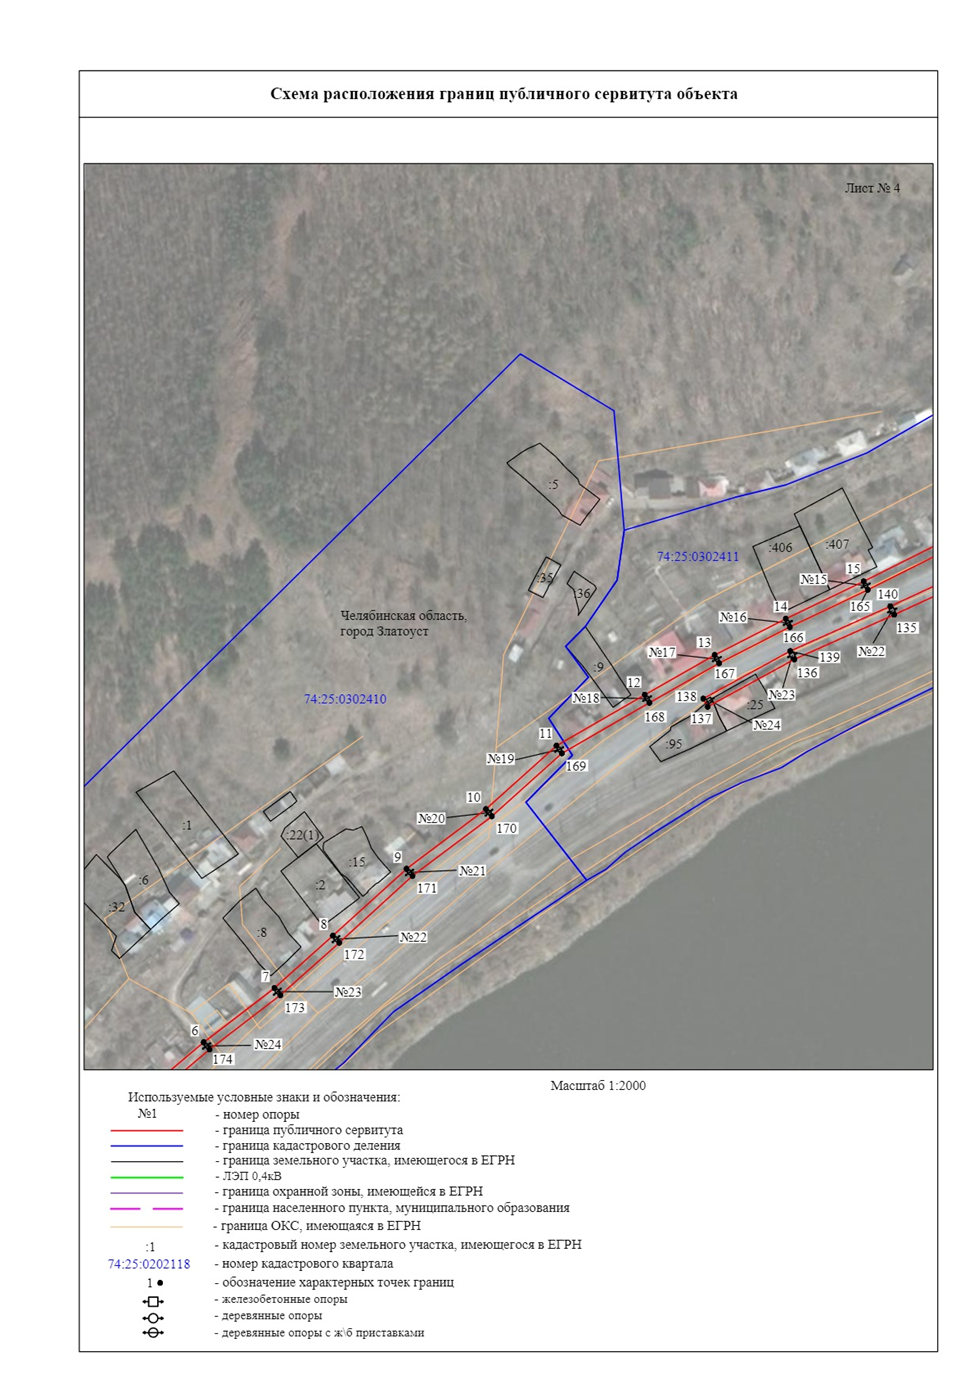 Схема расположения границ публичного сервитута объекта
Лист № 4
:5
:406
:407
74:25:0302411
15
№15
:35
:36
165
140
14
№16
Челябинская область,
город Златоуст
135
166
13
№17
139
№22
:9
167
136
12
138
№23
74:25:0302410
№18
:25
168
137
№24
11
:95
№19
169
10
№20
170
:1
:22(1)
9
:15
№21
:6
:2
171
:32
8
:8
№22
172
7
№23
173
6
№24
174
Масштаб 1:2000
Используемые условные знаки и обозначения:
№1 - номер опоры
- граница публичного сервитута
- граница кадастрового деления
- граница земельного участка, имеющегося в ЕГРН
- ЛЭП 0,4кВ
- граница охранной зоны, имеющейся в ЕГРН
- граница населенного пункта, муниципального образования
- граница ОКС, имеющаяся в ЕГРН
:1 - кадастровый номер земельного участка, имеющегося в ЕГРН
74:25:0202118 - номер кадастрового квартала
1 - обозначение характерных точек границ
- железобетонные опоры
- деревянные опоры
- деревянные опоры с ж\б приставками